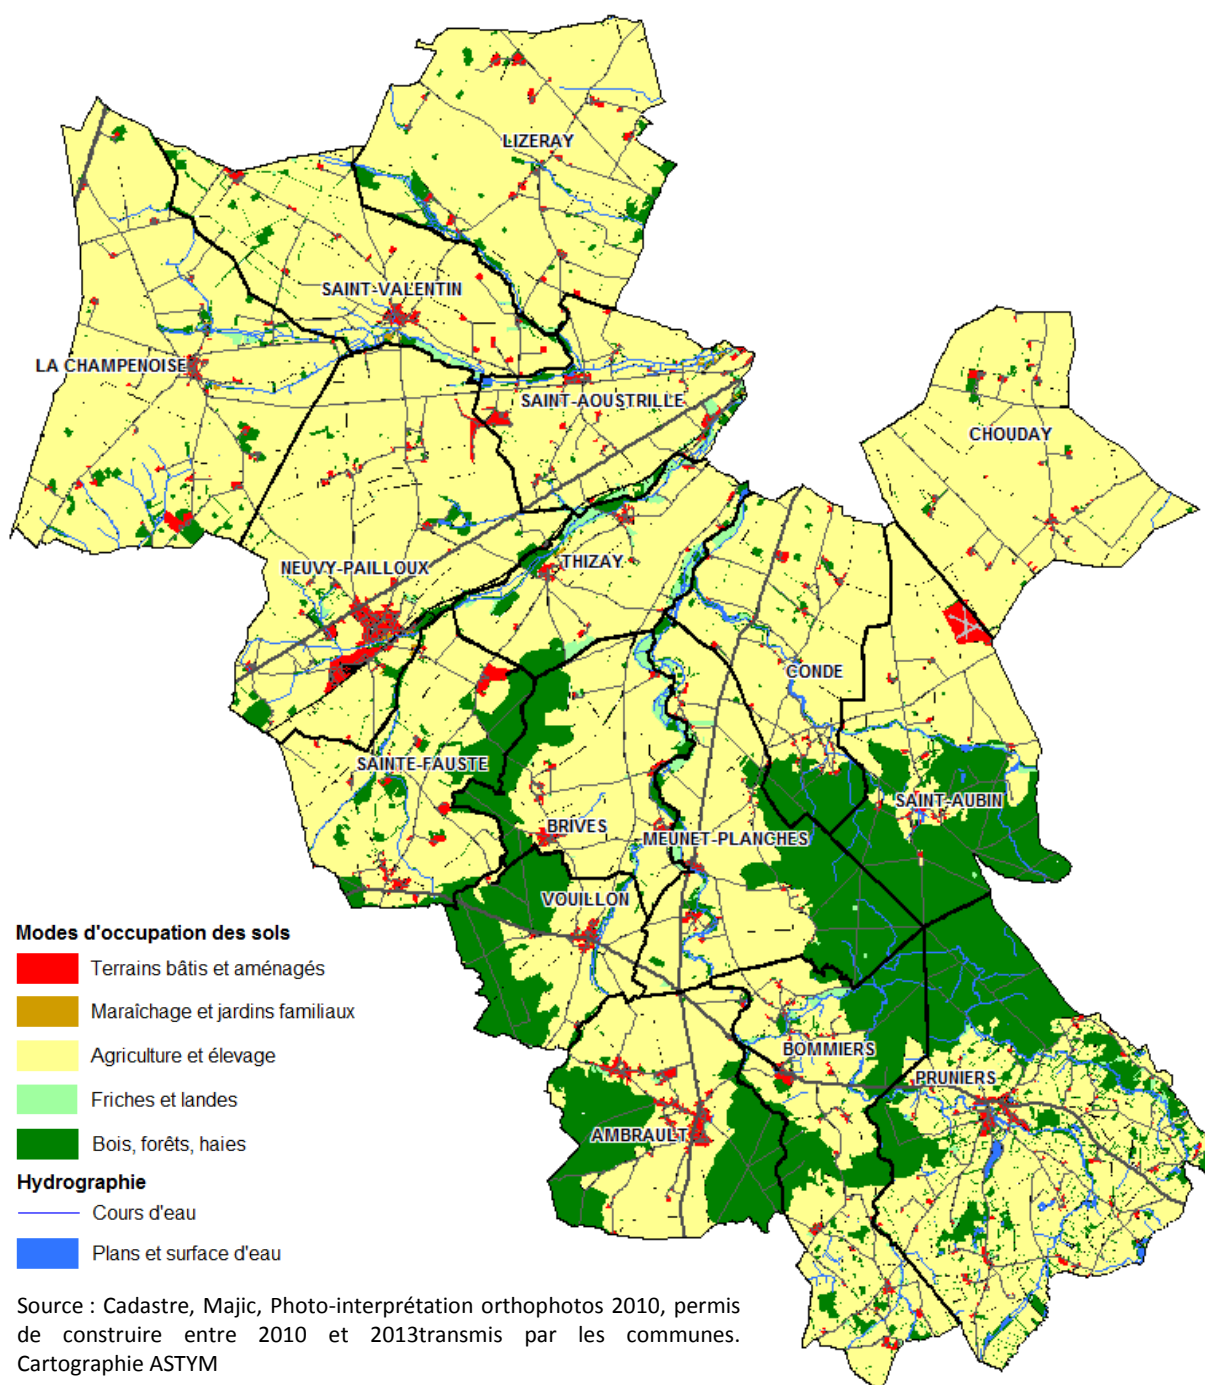 LIZERAY
SAINT-VALENTIN
LA CHAMPENOISE
SAINT-AOUSTRILLE
CHOUDAY
NEUVY-PAILLOUX
THIZAY
CONDE
SAINTE-FAUSTE
SAINT-AUBIN
BRIVES
MEUNET-PLANCHES
VOUILLON
BOMMIERS
PRUNIERS
AMBRAULT
Modes d'occupation des sols
Terrains bâtis et aménagés
Maraîchage et jardins familiaux
Agriculture et élevage
Friches et landes
Bois, forêts, haies
Hydrographie
Cours d'eau
Plans et surface d'eau
Source : Cadastre, Majic, Photo-interprétation orthophotos 2010, permis
de construire entre 2010 et 2013transmis par les communes.
Cartographie ASTYM